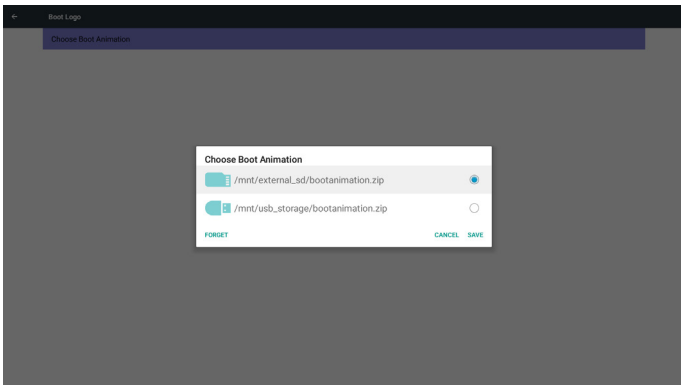 Boot Logo
Choose Boot Animation
Choose Boot Animation
/mnt/external_sd/bootanimation.zip
/mnt/usb_storage/bootanimation.zip
FORGET CANCEL SAVE